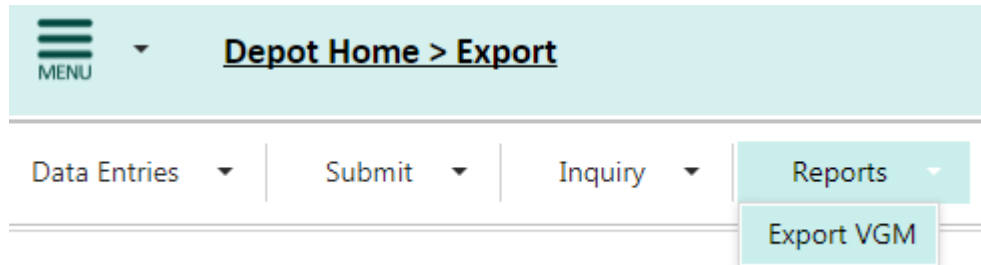 MENU
Depot Home > Export
Data Entries Submit Inquiry Reports
Export VGM